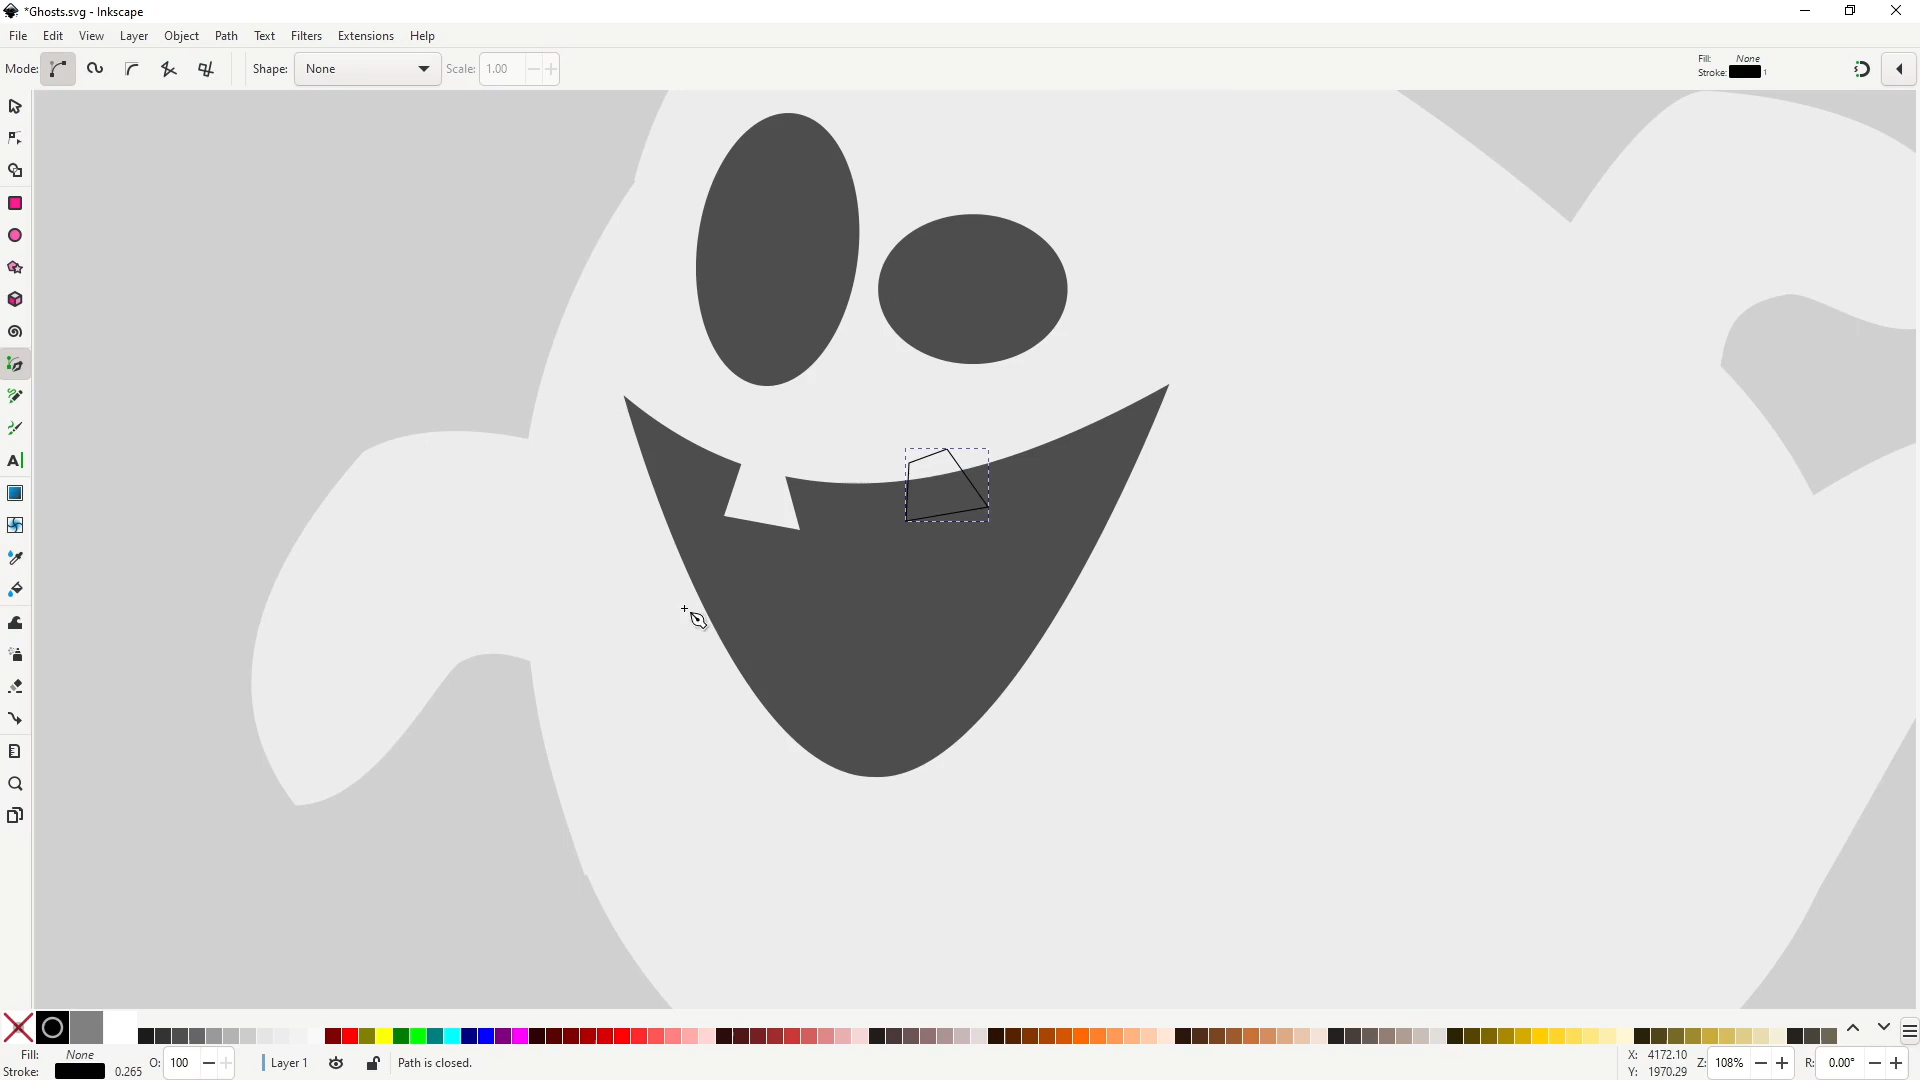 *Ghosts.svg - Inkscape
File Edit View Layer Object Path Text Filters Extensions Help
Mode: Shape: None Scale: 1.00 Fill: None
Stroke: 1
A
Fill: None O: 100 Layer 1 Path is closed. X: 4172.10 Z: 108% R: 0.00°
Stroke: 0.265 Y: 1970.29